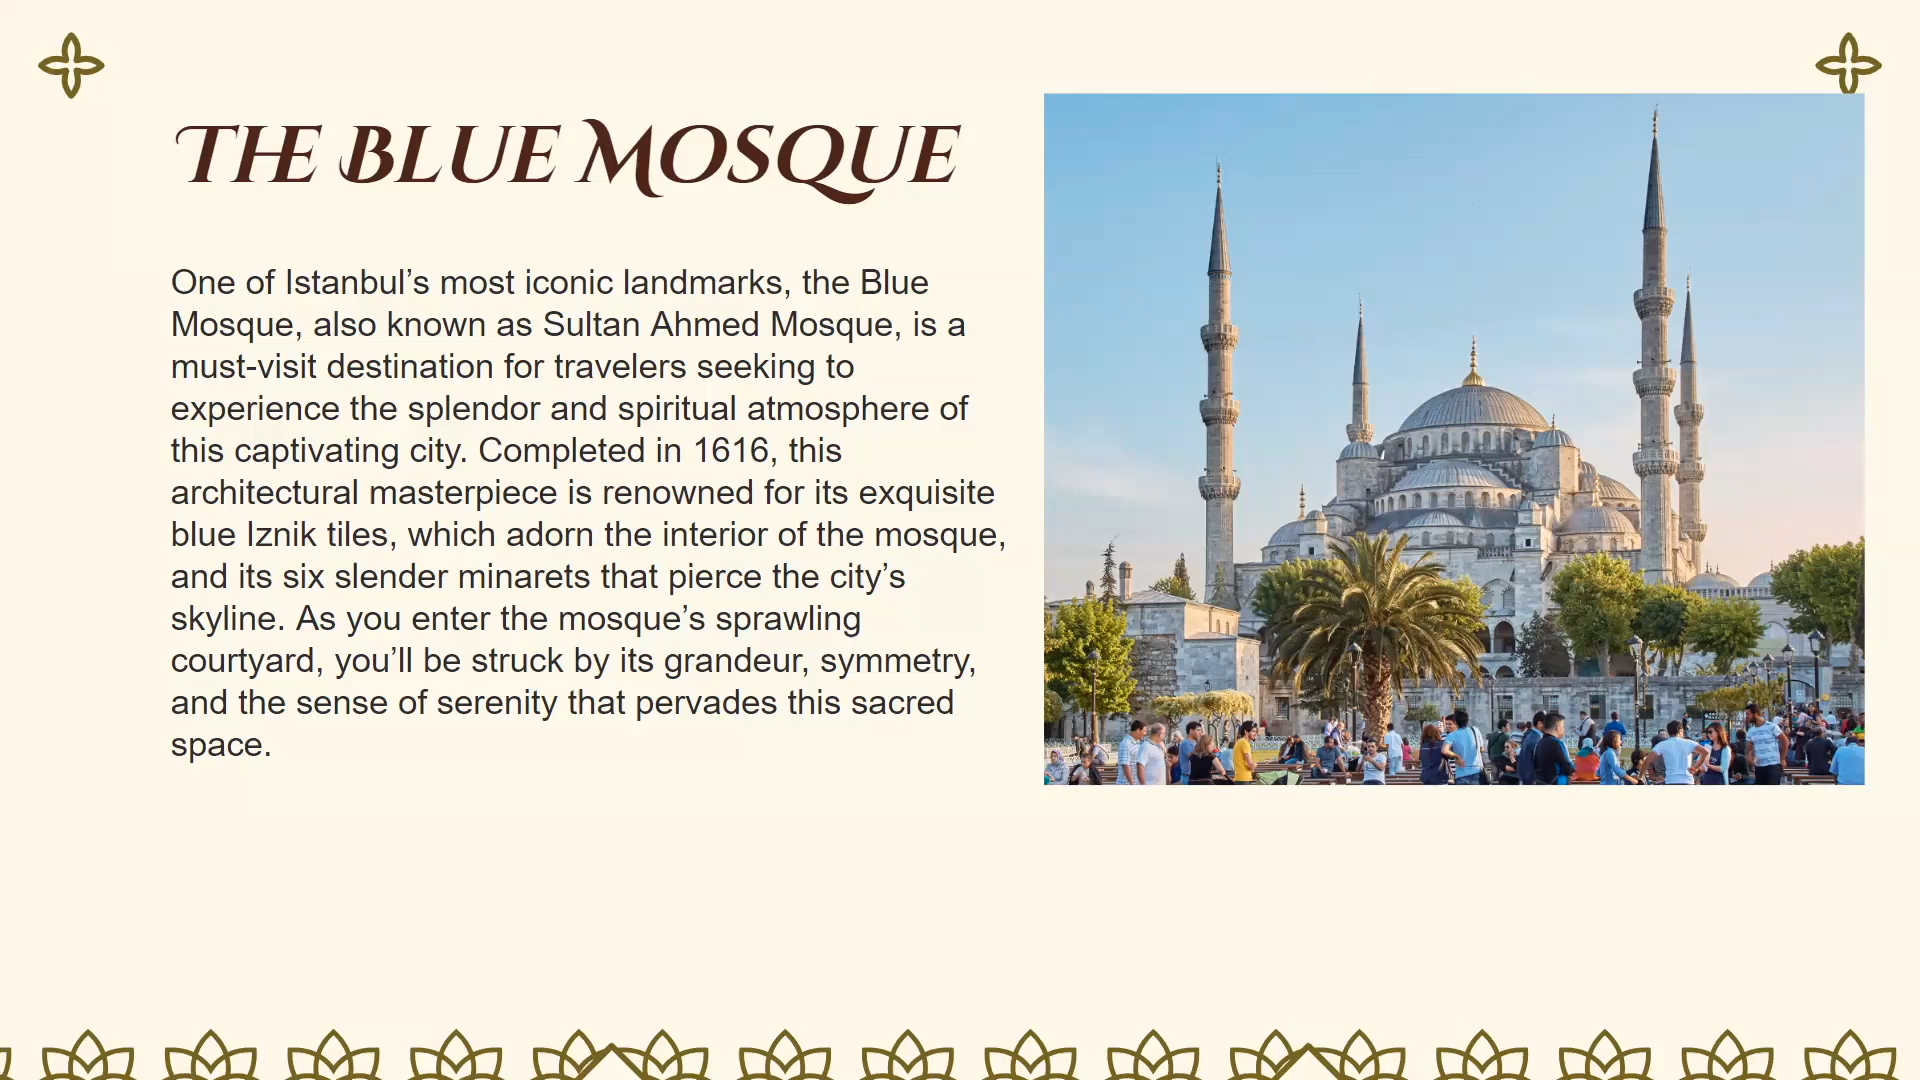 The Blue Mosque
One of Istanbul’s most iconic landmarks, the Blue
Mosque, also known as Sultan Ahmed Mosque, is a
must-visit destination for travelers seeking to
experience the splendor and spiritual atmosphere of
this captivating city. Completed in 1616, this
architectural masterpiece is renowned for its exquisite
blue Iznik tiles, which adorn the interior of the mosque,
and its six slender minarets that pierce the city’s
skyline. As you enter the mosque’s sprawling
courtyard, you’ll be struck by its grandeur, symmetry,
and the sense of serenity that pervades this sacred
space.